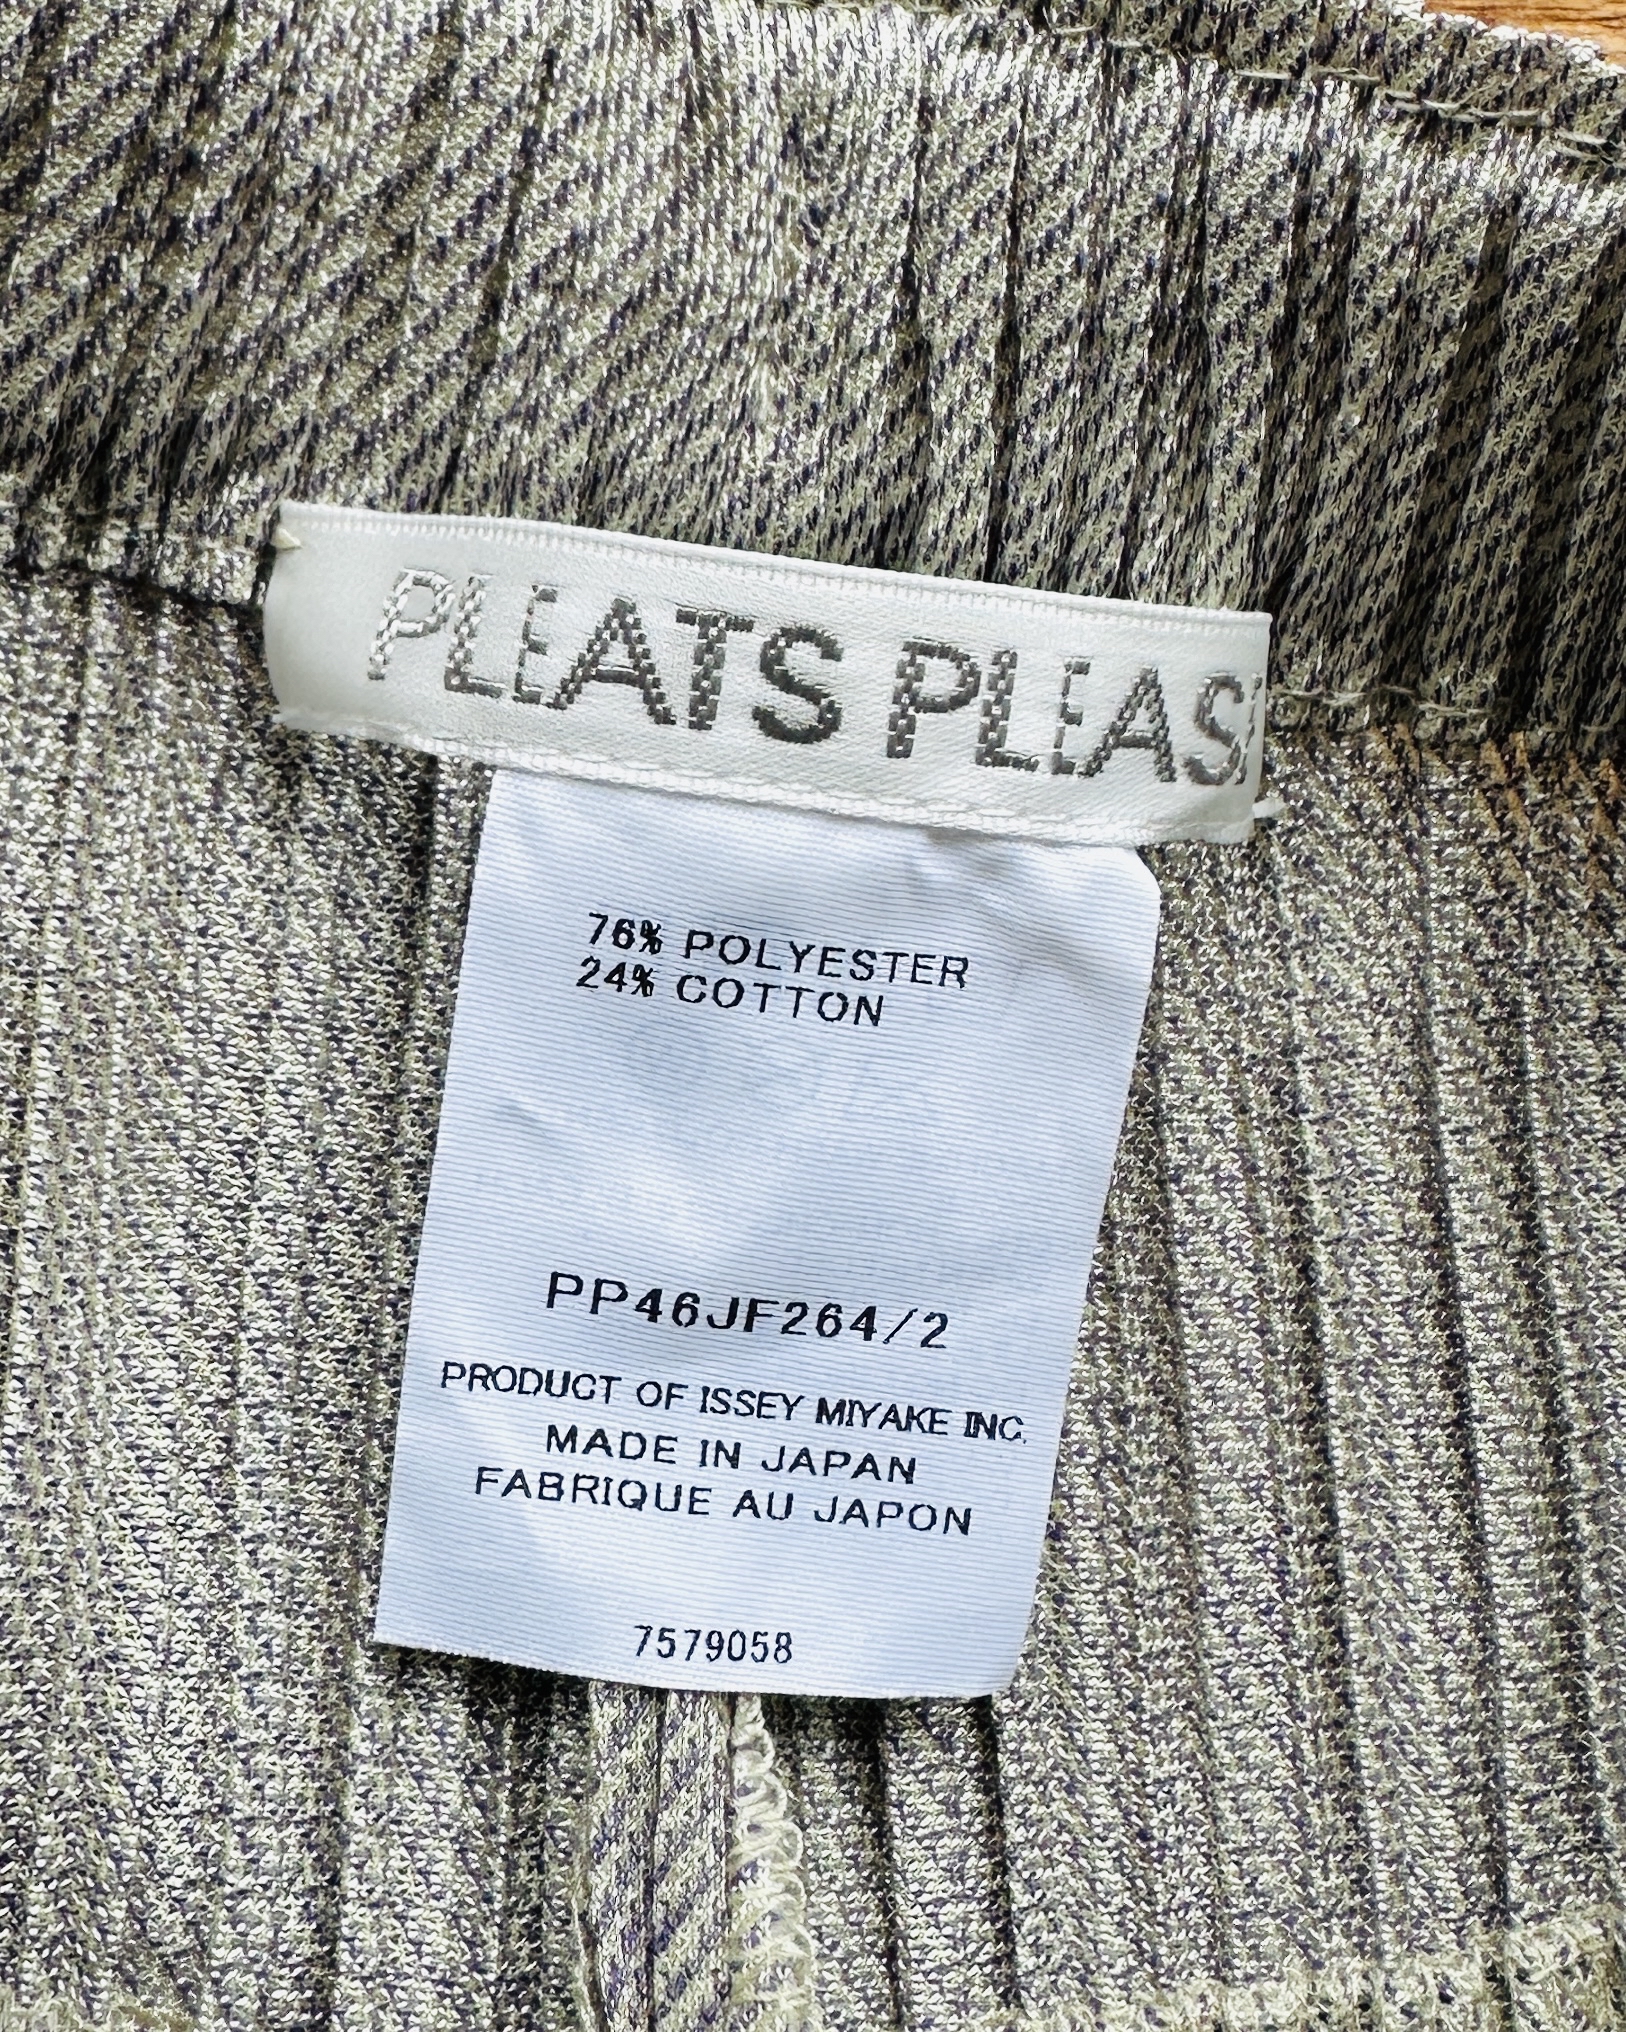 PLEATS PLEAS
76% POLYESTER
24% COTTON
PP46JF264/2
PRODUCT OF ISSEY MIYAKE INC.
MADE IN JAPAN
FABRIQUE AU JAPON
7579058